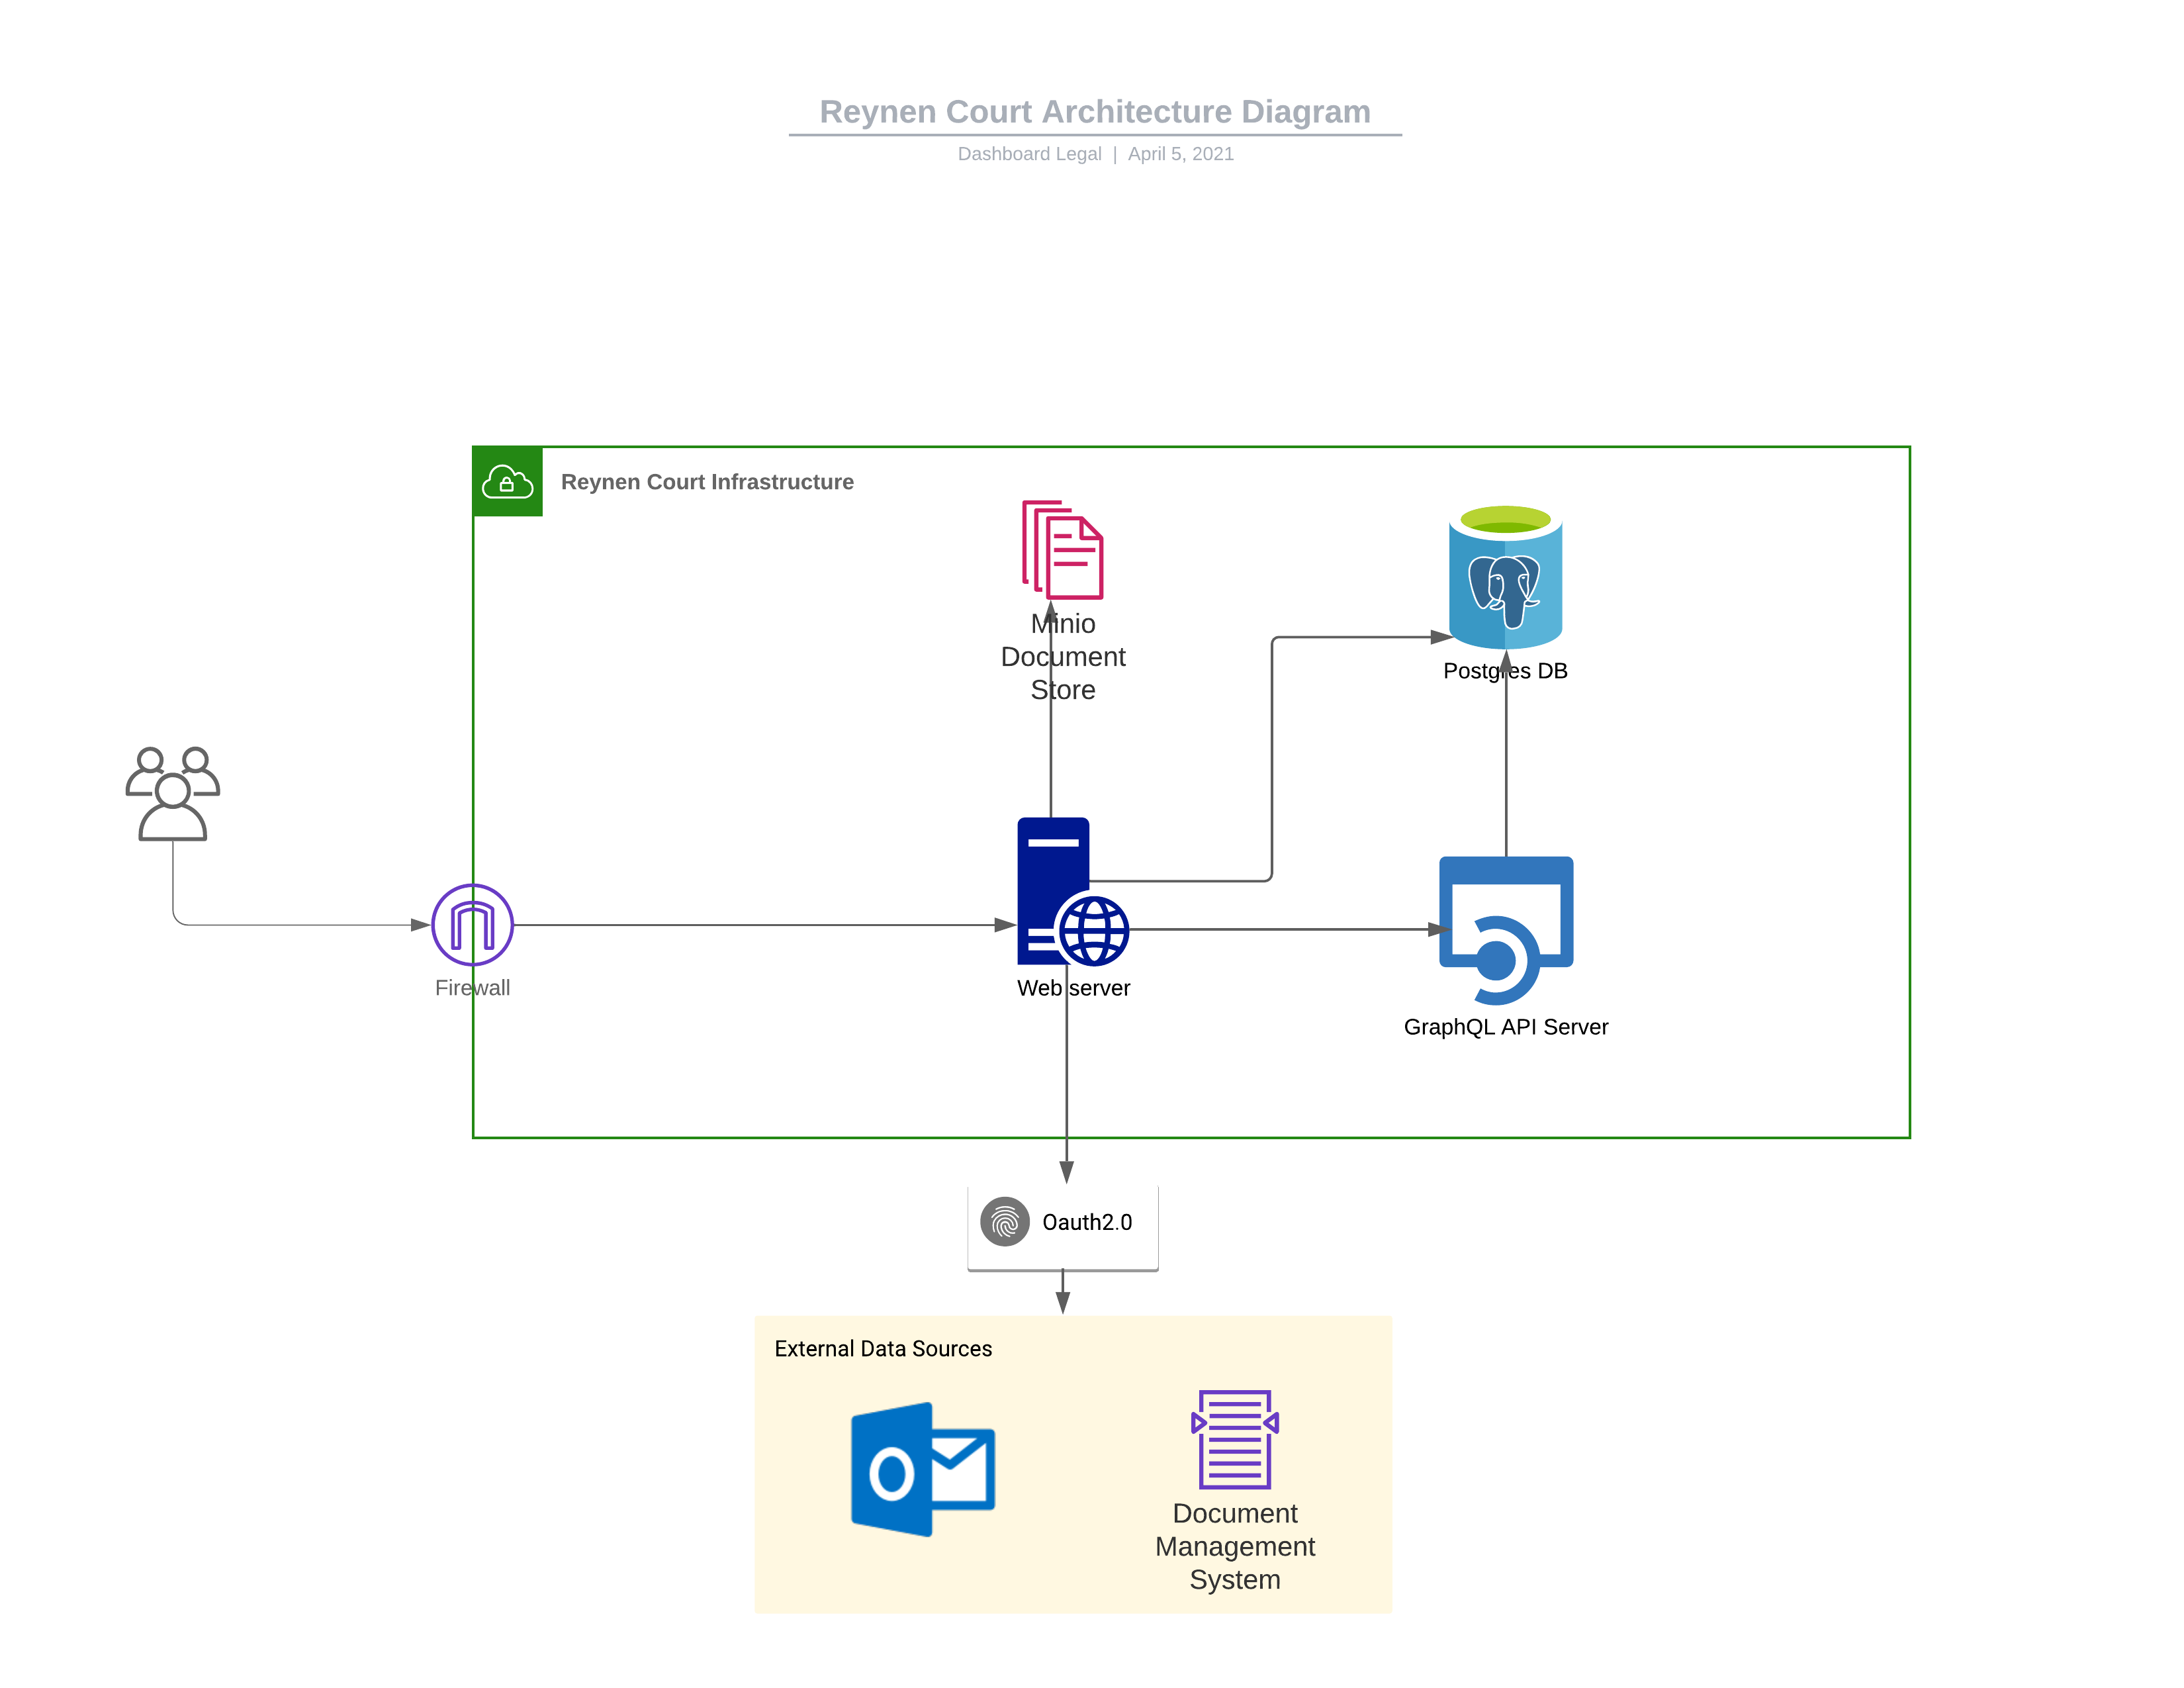 Reynen Court Architecture Diagram
Dashboard Legal | April 5, 2021
Reynen Court Infrastructure
Minio
Document
Store
Postgres DB
Firewall
Web server
GraphQL API Server
Oauth2.0
External Data Sources
Document
Management
System